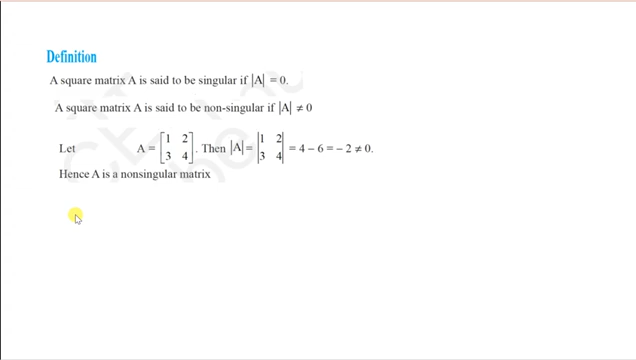 Definition
A square matrix A is said to be singular if |A| = 0.
A square matrix A is said to be non-singular if |A| ≠ 0
Let A = [1 2; 3 4]. Then |A| = |1 2; 3 4| = 4 − 6 = − 2 ≠ 0.
Hence A is a nonsingular matrix